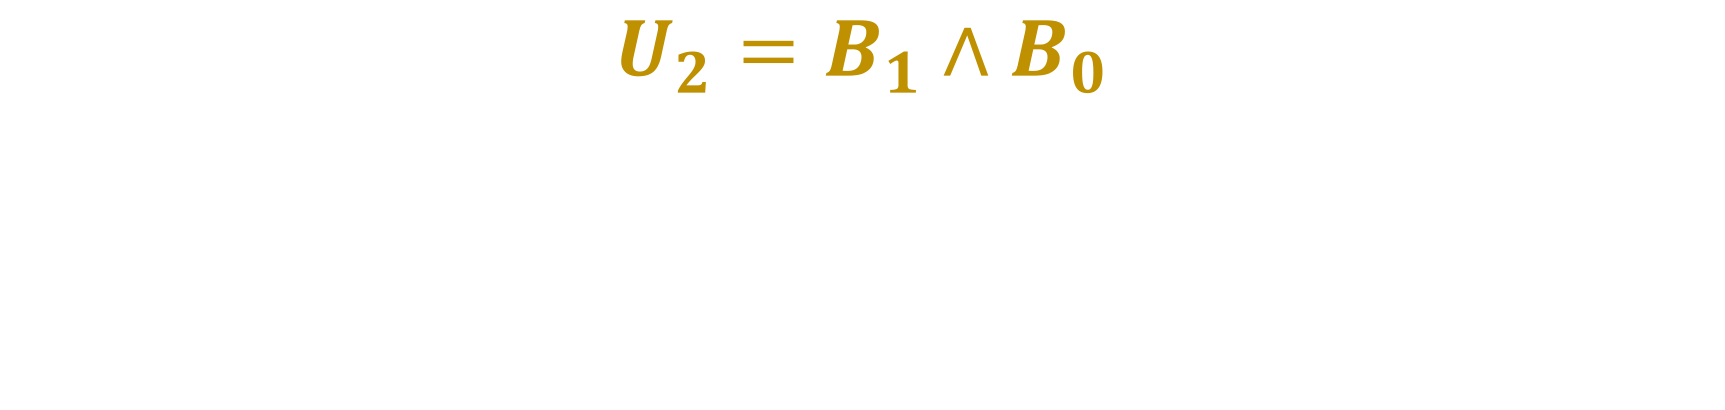 U₂ = B₁ ∧ B₀